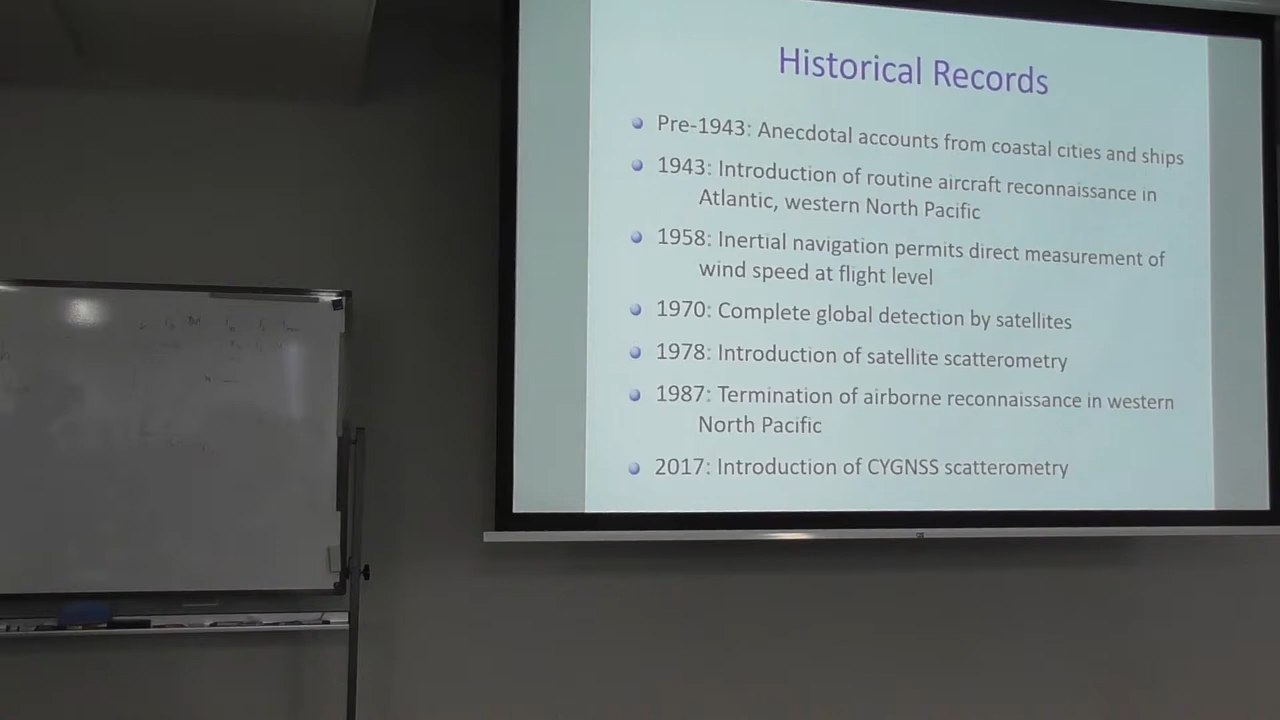 Historical Records
Pre-1943: Anecdotal accounts from coastal cities and ships
1943: Introduction of routine aircraft reconnaissance in
Atlantic, western North Pacific
1958: Inertial navigation permits direct measurement of
wind speed at flight level
1970: Complete global detection by satellites
1978: Introduction of satellite scatterometry
1987: Termination of airborne reconnaissance in western
North Pacific
2017: Introduction of CYGNSS scatterometry